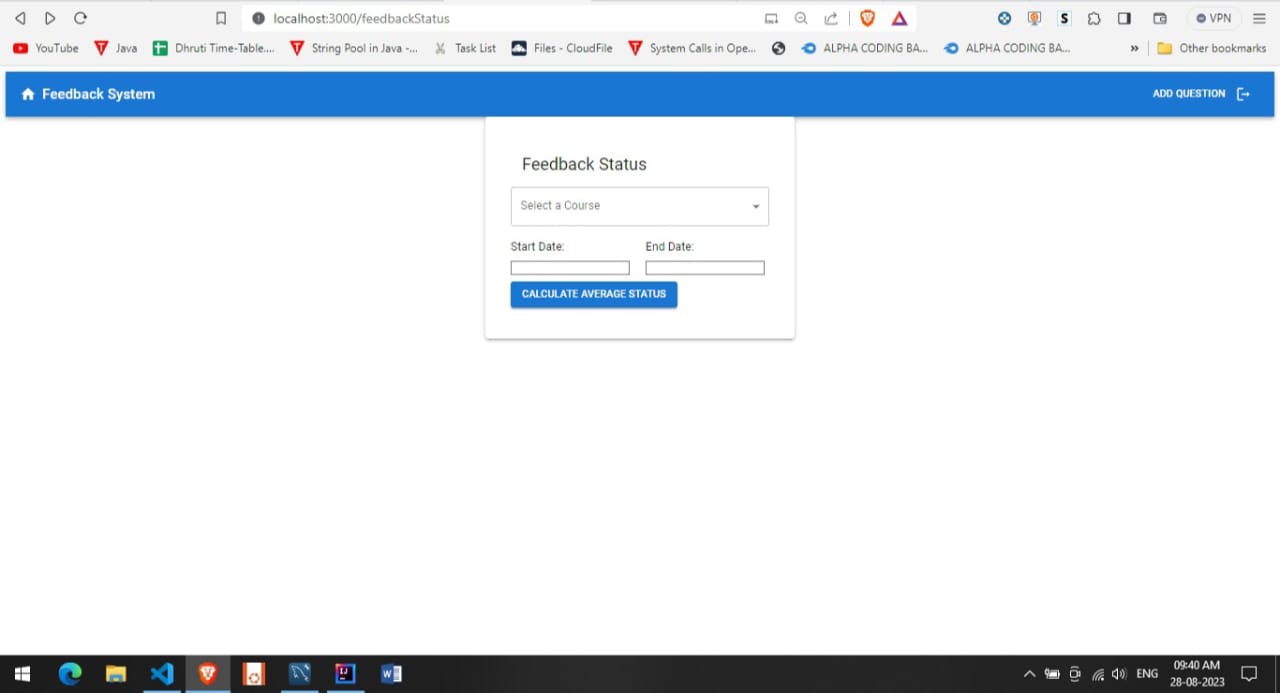 localhost:3000/feedbackStatus
S
VPN
YouTube
Java
Dhruti Time-Table....
String Pool in Java -...
Task List
Files - CloudFile
System Calls in Ope...
ALPHA CODING BA...
ALPHA CODING BA...
»
Other bookmarks
Feedback System
ADD QUESTION
Feedback Status
Select a Course
Start Date:
End Date:
CALCULATE AVERAGE STATUS
ENG
09:40 AM
28-08-2023